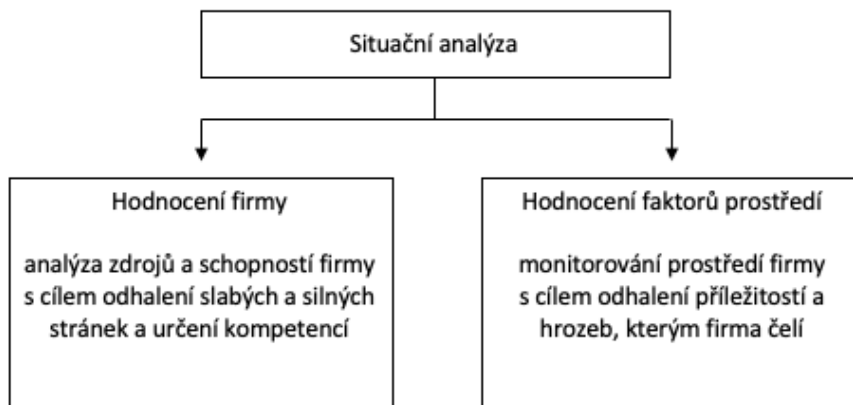 Situační analýza
Hodnocení firmy
analýza zdrojů a schopností firmy
s cílem odhalení slabých a silných
stránek a určení kompetencí
Hodnocení faktorů prostředí
monitorování prostředí firmy
s cílem odhalení příležitostí a
hrozeb, kterým firma čelí